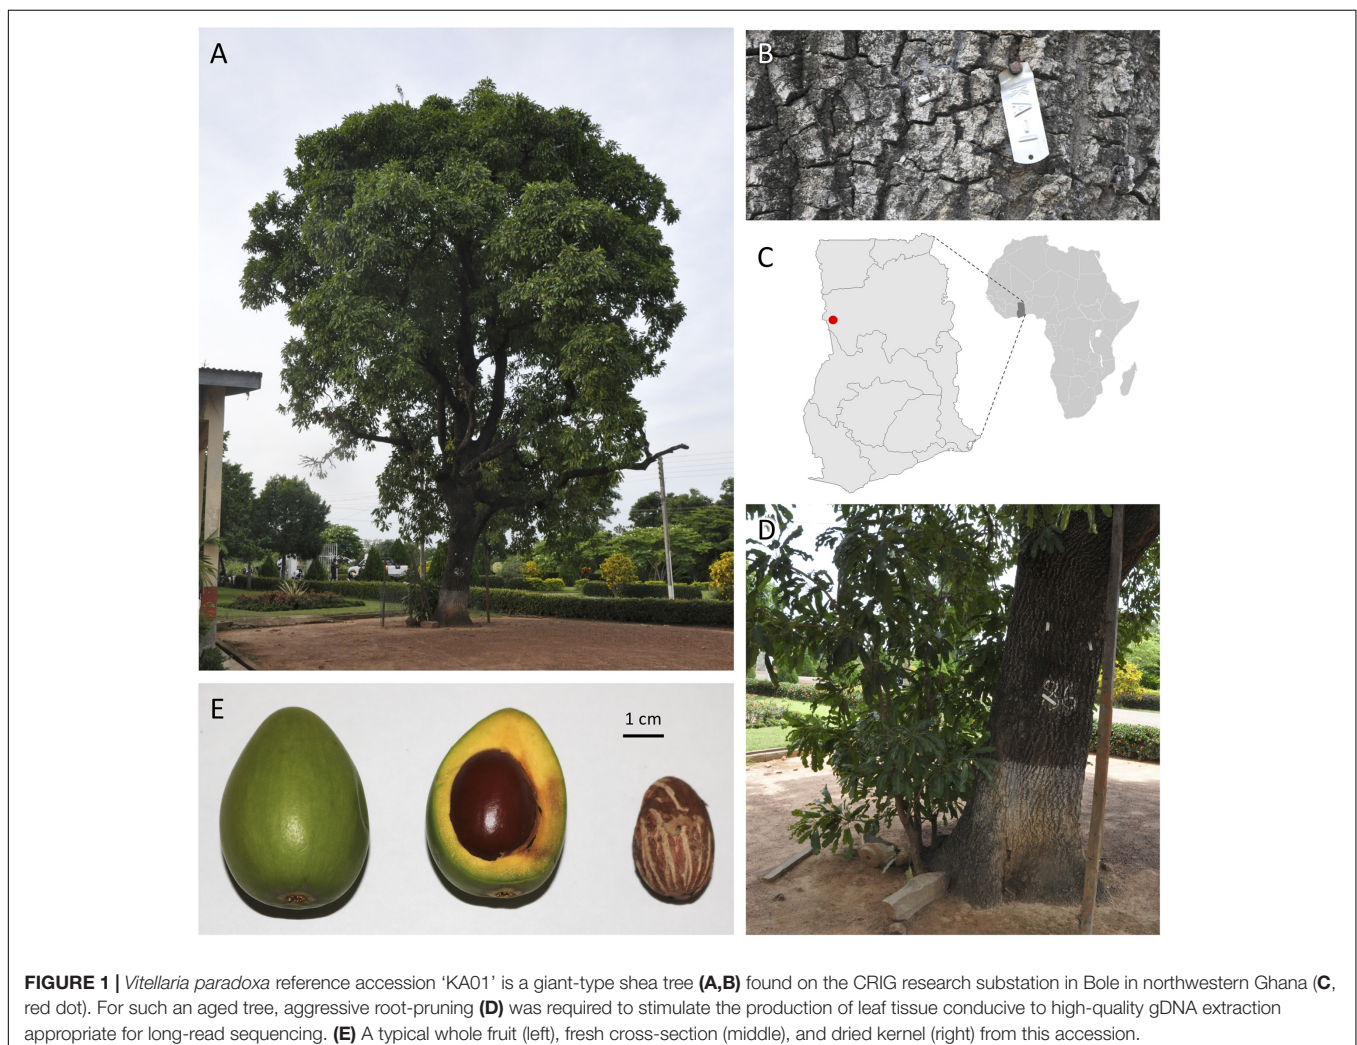 A
B
C
D
E
1 cm
FIGURE 1 | Vitellaria paradoxa reference accession ‘KA01’ is a giant-type shea tree (A,B) found on the CRIG research substation in Bole in northwestern Ghana (C,
red dot). For such an aged tree, aggressive root-pruning (D) was required to stimulate the production of leaf tissue conducive to high-quality gDNA extraction
appropriate for long-read sequencing. (E) A typical whole fruit (left), fresh cross-section (middle), and dried kernel (right) from this accession.